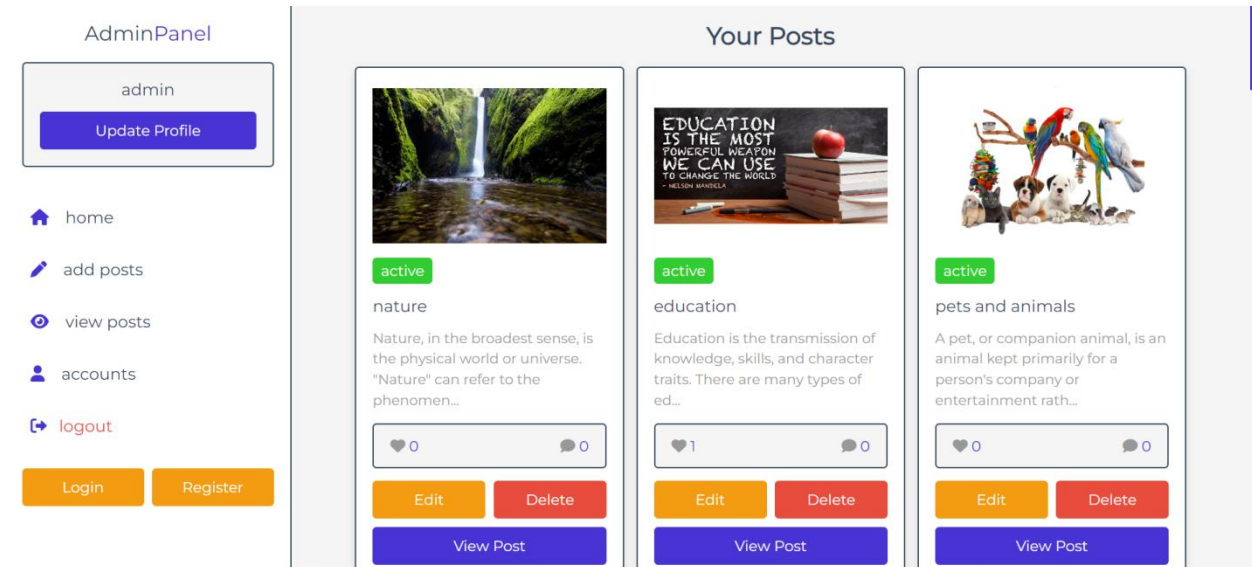 AdminPanel
admin
Update Profile
home
add posts
view posts
accounts
logout
Login
Register
Your Posts
active
nature
Nature, in the broadest sense, is
the physical world or universe.
"Nature" can refer to the
phenomen...
0
0
Edit
Delete
View Post
EDUCATION
IS THE MOST
POWERFUL WEAPON
WE CAN USE
TO CHANGE THE WORLD
- NELSON MANDELA
active
education
Education is the transmission of
knowledge, skills, and character
traits. There are many types of
ed...
1
0
Edit
Delete
View Post
active
pets and animals
A pet, or companion animal, is an
animal kept primarily for a
person's company or
entertainment rath...
0
0
Edit
Delete
View Post